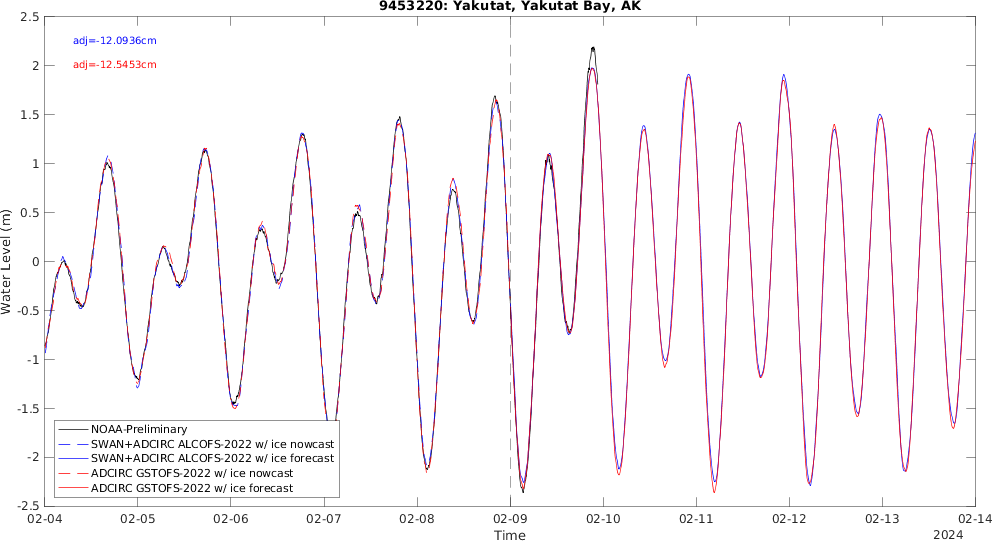 9453220: Yakutat, Yakutat Bay, AK
adj=-12.0936cm
adj=-12.5453cm
Water Level (m)
2.5
2
1.5
1
0.5
0
-0.5
-1
-1.5
-2
-2.5
NOAA-Preliminary
SWAN+ADCIRC ALCOFS-2022 w/ ice nowcast
SWAN+ADCIRC ALCOFS-2022 w/ ice forecast
ADCIRC GSTOFS-2022 w/ ice nowcast
ADCIRC GSTOFS-2022 w/ ice forecast
02-04 02-05 02-06 02-07 02-08 02-09 02-10 02-11 02-12 02-13 02-14
Time
2024